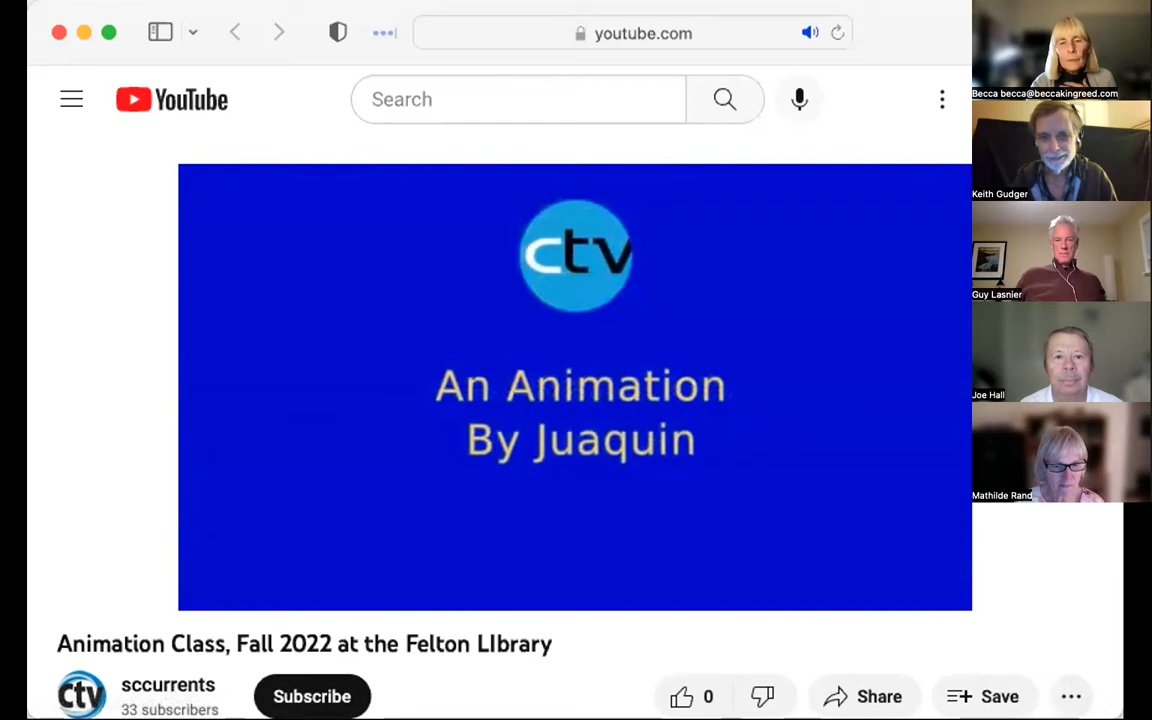 youtube.com
YouTube
Search
ctv
An Animation
By Juaquin
Animation Class, Fall 2022 at the Felton LIbrary
ctv
sccurrents
33 subscribers
Subscribe
0
Share
Save
Becca becca@beccakingreed.com
Keith Gudger
Guy Lasnier
Joe Hall
Mathilde Rand